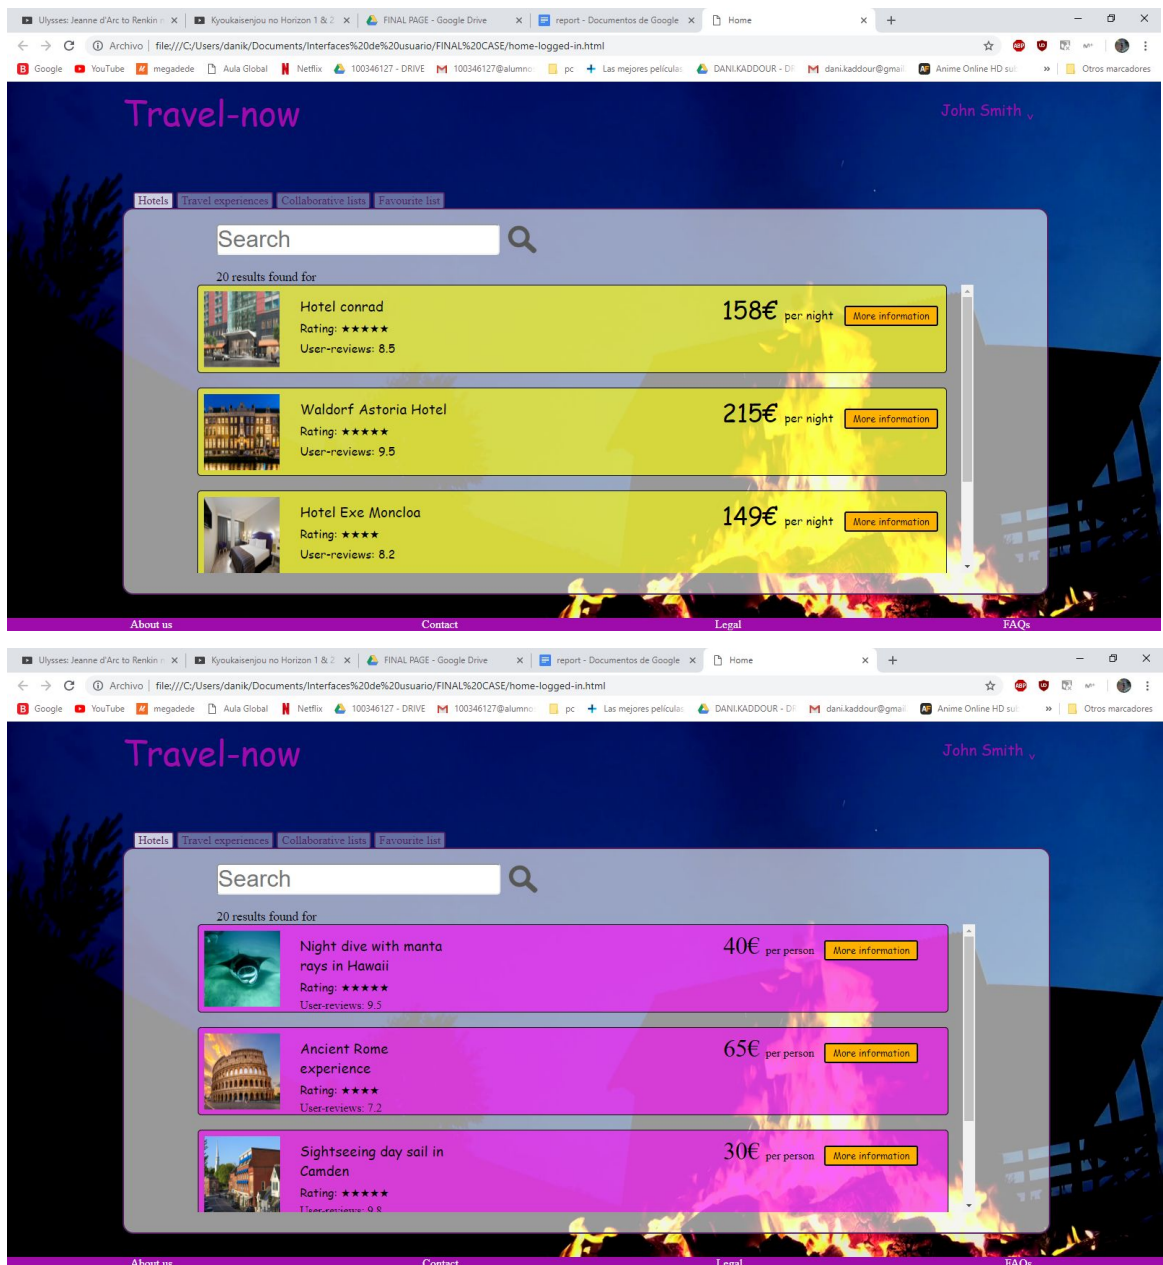 Ulysses: Jeanne d'Arc to Renkin
Kyoukaisenjou no Horizon 1 & 2
FINAL PAGE - Google Drive
report - Documentos de Google
Home
Archivo file:///C:/Users/danik/Documents/Interfaces%20de%20usuario/FINAL%20CASE/home-logged-in.html
Google YouTube megadede Aula Global Netflix 100346127 - DRIVE 100346127@alumno pc Las mejores películas DANI.KADDOUR - D dani.kaddour@gmail Anime Online HD su » Otros marcadores
Travel-now
John Smith
Hotels Travel experiences Collaborative lists Favourite list
Search
20 results found for
Hotel conrad
Rating: ★★★★★
User-reviews: 8.5
158€ per night More information
Waldorf Astoria Hotel
Rating: ★★★★★
User-reviews: 9.5
215€ per night More information
Hotel Exe Moncloa
Rating: ★★★★
User-reviews: 8.2
149€ per night More information
About us Contact Legal FAQs
Ulysses: Jeanne d'Arc to Renkin
Kyoukaisenjou no Horizon 1 & 2
FINAL PAGE - Google Drive
report - Documentos de Google
Home
Archivo file:///C:/Users/danik/Documents/Interfaces%20de%20usuario/FINAL%20CASE/home-logged-in.html
Google YouTube megadede Aula Global Netflix 100346127 - DRIVE 100346127@alumno pc Las mejores películas DANI.KADDOUR - D dani.kaddour@gmail Anime Online HD su » Otros marcadores
Travel-now
John Smith
Hotels Travel experiences Collaborative lists Favourite list
Search
20 results found for
Night dive with manta
rays in Hawaii
Rating: ★★★★★
User-reviews: 9.5
40€ per person More information
Ancient Rome
experience
Rating: ★★★★
User-reviews: 7.2
65€ per person More information
Sightseeing day sail in
Camden
Rating: ★★★★★
User-reviews: 9.8
30€ per person More information
About us Contact Legal FAQs